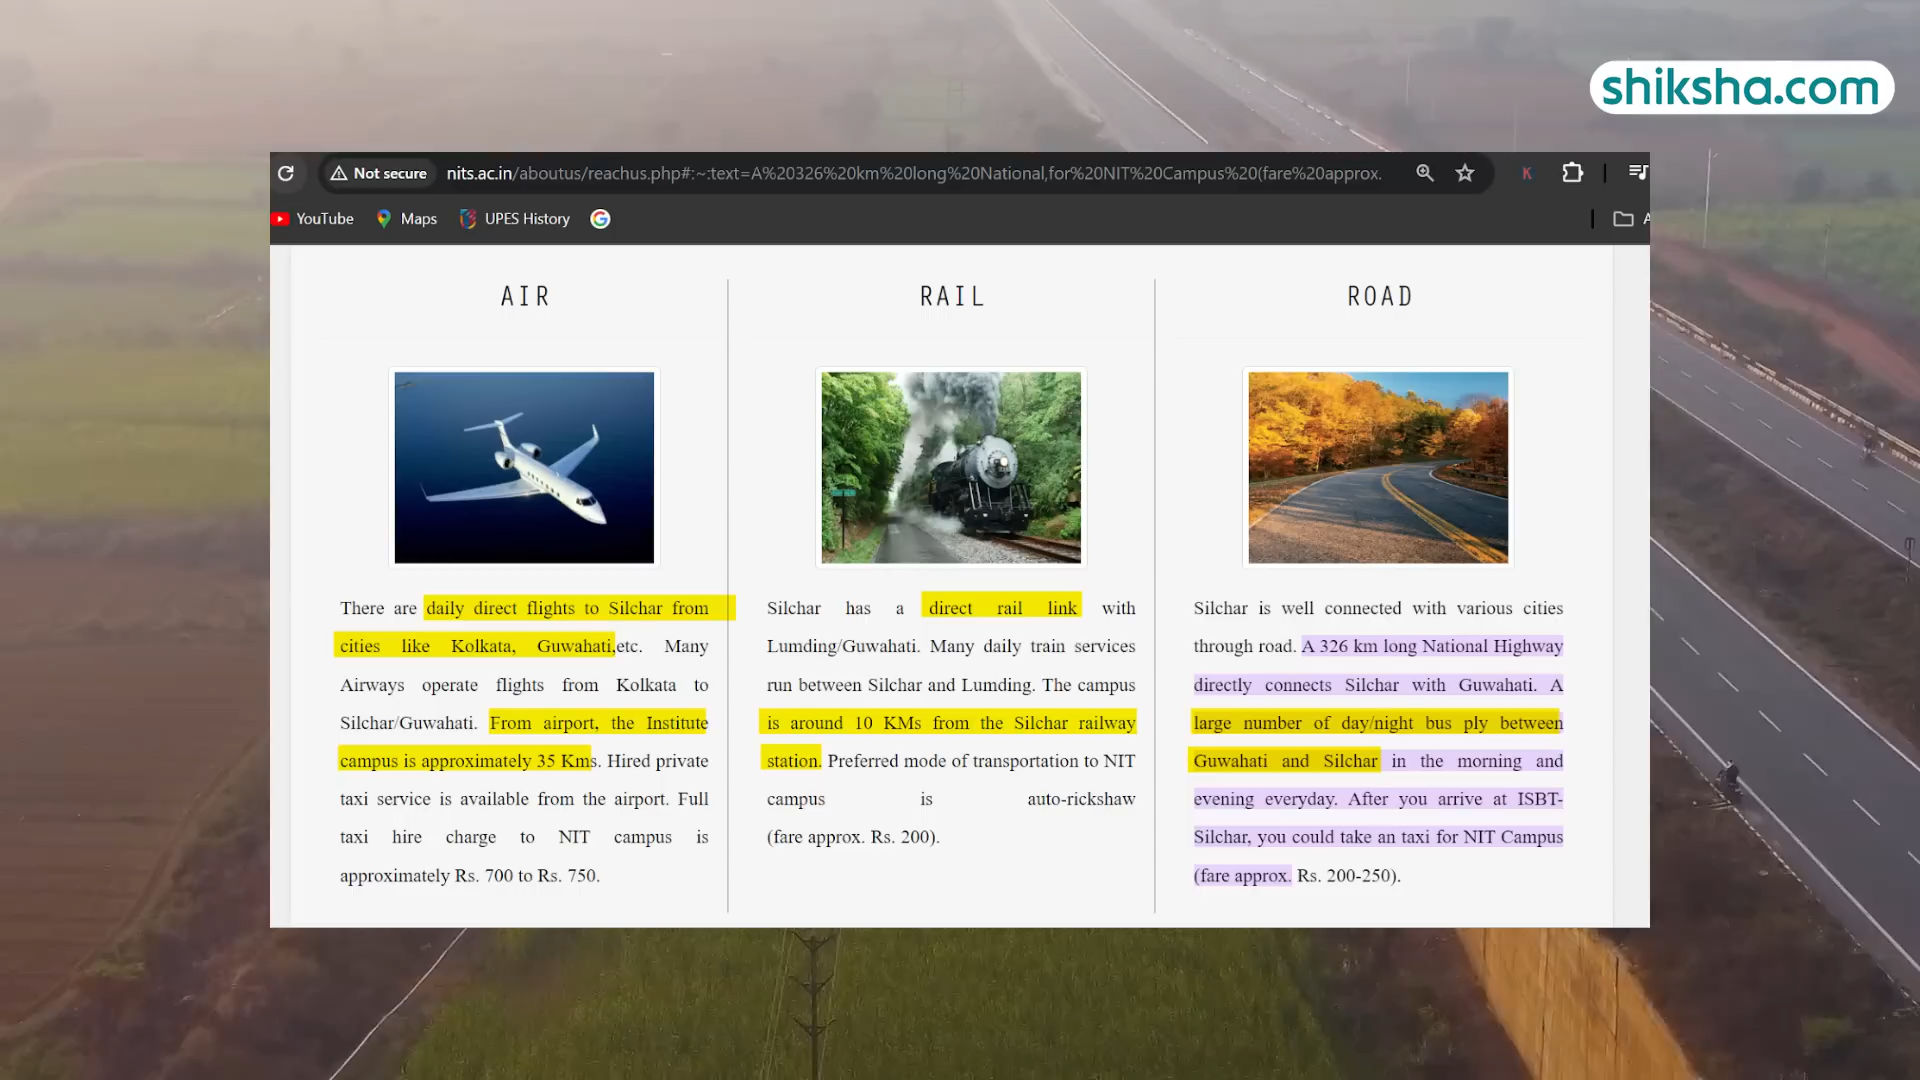 shiksha.com
Not secure
nits.ac.in/aboutus/reachus.php#:~:text=A%20326%20km%20long%20National,for%20NIT%20Campus%20(fare%20approx.
K
YouTube
Maps
UPES History
A
AIR
There are daily direct flights to Silchar from
cities like Kolkata, Guwahati,etc. Many
Airways operate flights from Kolkata to
Silchar/Guwahati. From airport, the Institute
campus is approximately 35 Kms. Hired private
taxi service is available from the airport. Full
taxi hire charge to NIT campus is
approximately Rs. 700 to Rs. 750.
RAIL
Silchar has a direct rail link with
Lumding/Guwahati. Many daily train services
run between Silchar and Lumding. The campus
is around 10 KMs from the Silchar railway
station. Preferred mode of transportation to NIT
campus is auto-rickshaw
(fare approx. Rs. 200).
ROAD
Silchar is well connected with various cities
through road. A 326 km long National Highway
directly connects Silchar with Guwahati. A
large number of day/night bus ply between
Guwahati and Silchar in the morning and
evening everyday. After you arrive at ISBT-
Silchar, you could take an taxi for NIT Campus
(fare approx. Rs. 200-250).